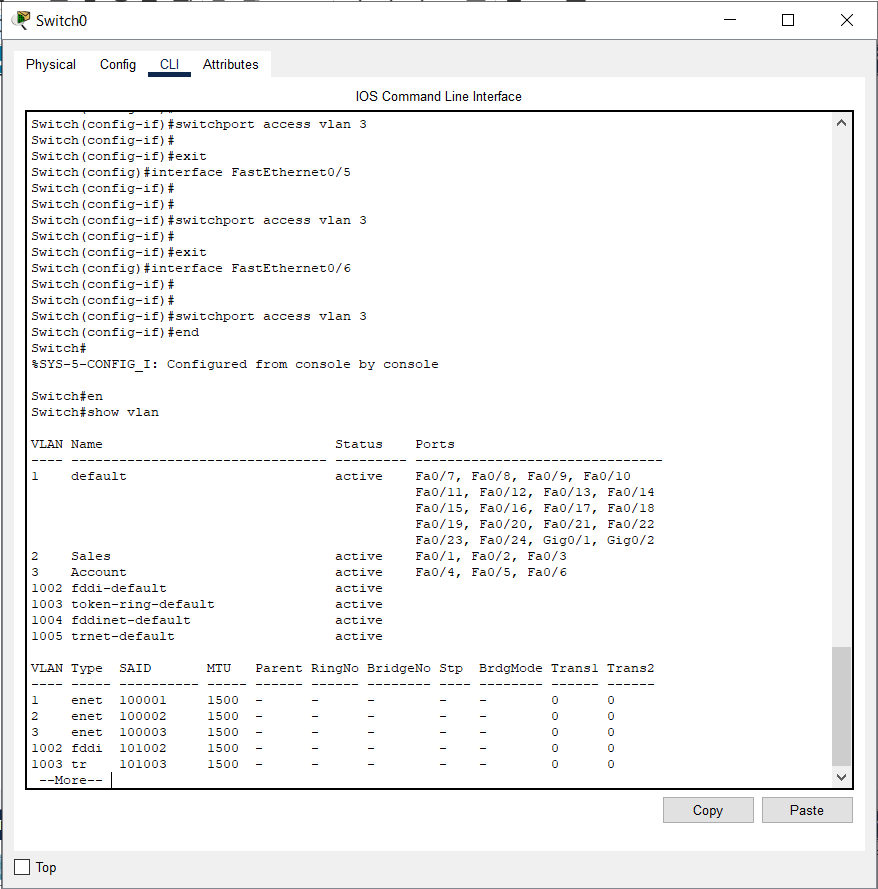 Switch0
Physical Config CLI Attributes
IOS Command Line Interface
Switch(config-if)#switchport access vlan 3
Switch(config-if)#
Switch(config-if)#exit
Switch(config)#interface FastEthernet0/5
Switch(config-if)#
Switch(config-if)#
Switch(config-if)#switchport access vlan 3
Switch(config-if)#
Switch(config-if)#exit
Switch(config)#interface FastEthernet0/6
Switch(config-if)#
Switch(config-if)#
Switch(config-if)#switchport access vlan 3
Switch(config-if)#end
Switch#
%SYS-5-CONFIG_I: Configured from console by console
Switch#en
Switch#show vlan
VLAN Name                             Status    Ports
---- -------------------------------- --------- -------------------------------
1    default                          active    Fa0/7, Fa0/8, Fa0/9, Fa0/10
                                                Fa0/11, Fa0/12, Fa0/13, Fa0/14
                                                Fa0/15, Fa0/16, Fa0/17, Fa0/18
                                                Fa0/19, Fa0/20, Fa0/21, Fa0/22
                                                Fa0/23, Fa0/24, Gig0/1, Gig0/2
2    Sales                            active    Fa0/1, Fa0/2, Fa0/3
3    Account                          active    Fa0/4, Fa0/5, Fa0/6
1002 fddi-default                     active
1003 token-ring-default               active
1004 fddinet-default                  active
1005 trnet-default                    active
VLAN Type  SAID       MTU   Parent RingNo BridgeNo Stp  BrdgMode Trans1 Trans2
---- ----- ---------- ----- ------ ------ -------- ---- -------- ------ ------
1    enet  100001     1500  -      -      -        -    -        0      0
2    enet  100002     1500  -      -      -        -    -        0      0
3    enet  100003     1500  -      -      -        -    -        0      0
1002 fddi  101002     1500  -      -      -        -    -        0      0
1003 tr    101003     1500  -      -      -        -    -        0      0
 --More--
Copy Paste
Top